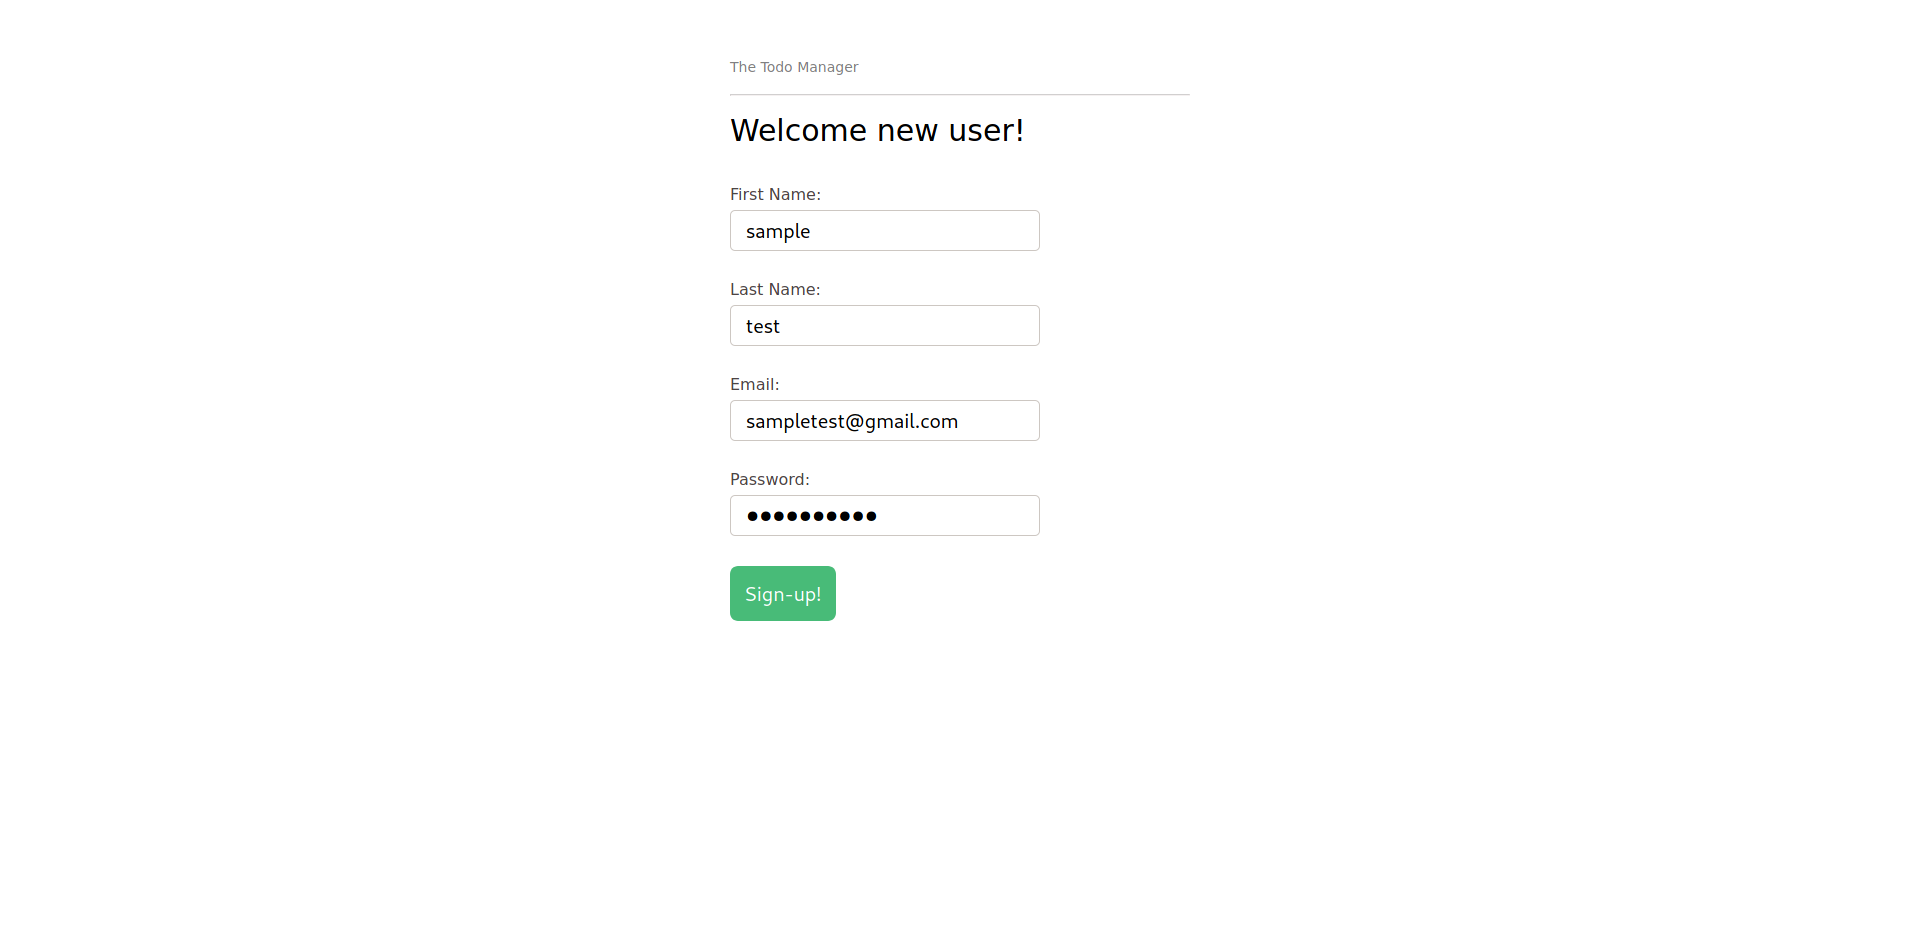 The Todo Manager
Welcome new user!
First Name:
sample
Last Name:
test
Email:
sampletest@gmail.com
Password:
●●●●●●●●●●
Sign-up!